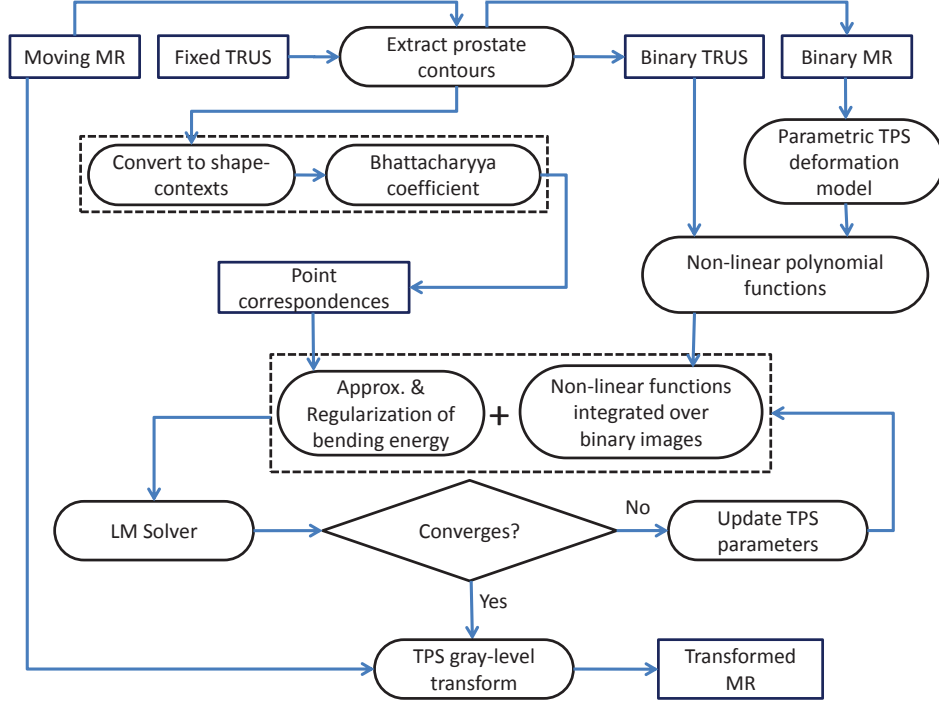 Moving MR
Fixed TRUS
Extract prostate
contours
Binary TRUS
Binary MR
Convert to shape-
contexts
Bhattacharyya
coefficient
Parametric TPS
deformation
model
Point
correspondences
Non-linear polynomial
functions
Approx. &
Regularization of
bending energy
+
Non-linear functions
integrated over
binary images
LM Solver
Converges?
No
Update TPS
parameters
Yes
TPS gray-level
transform
Transformed
MR